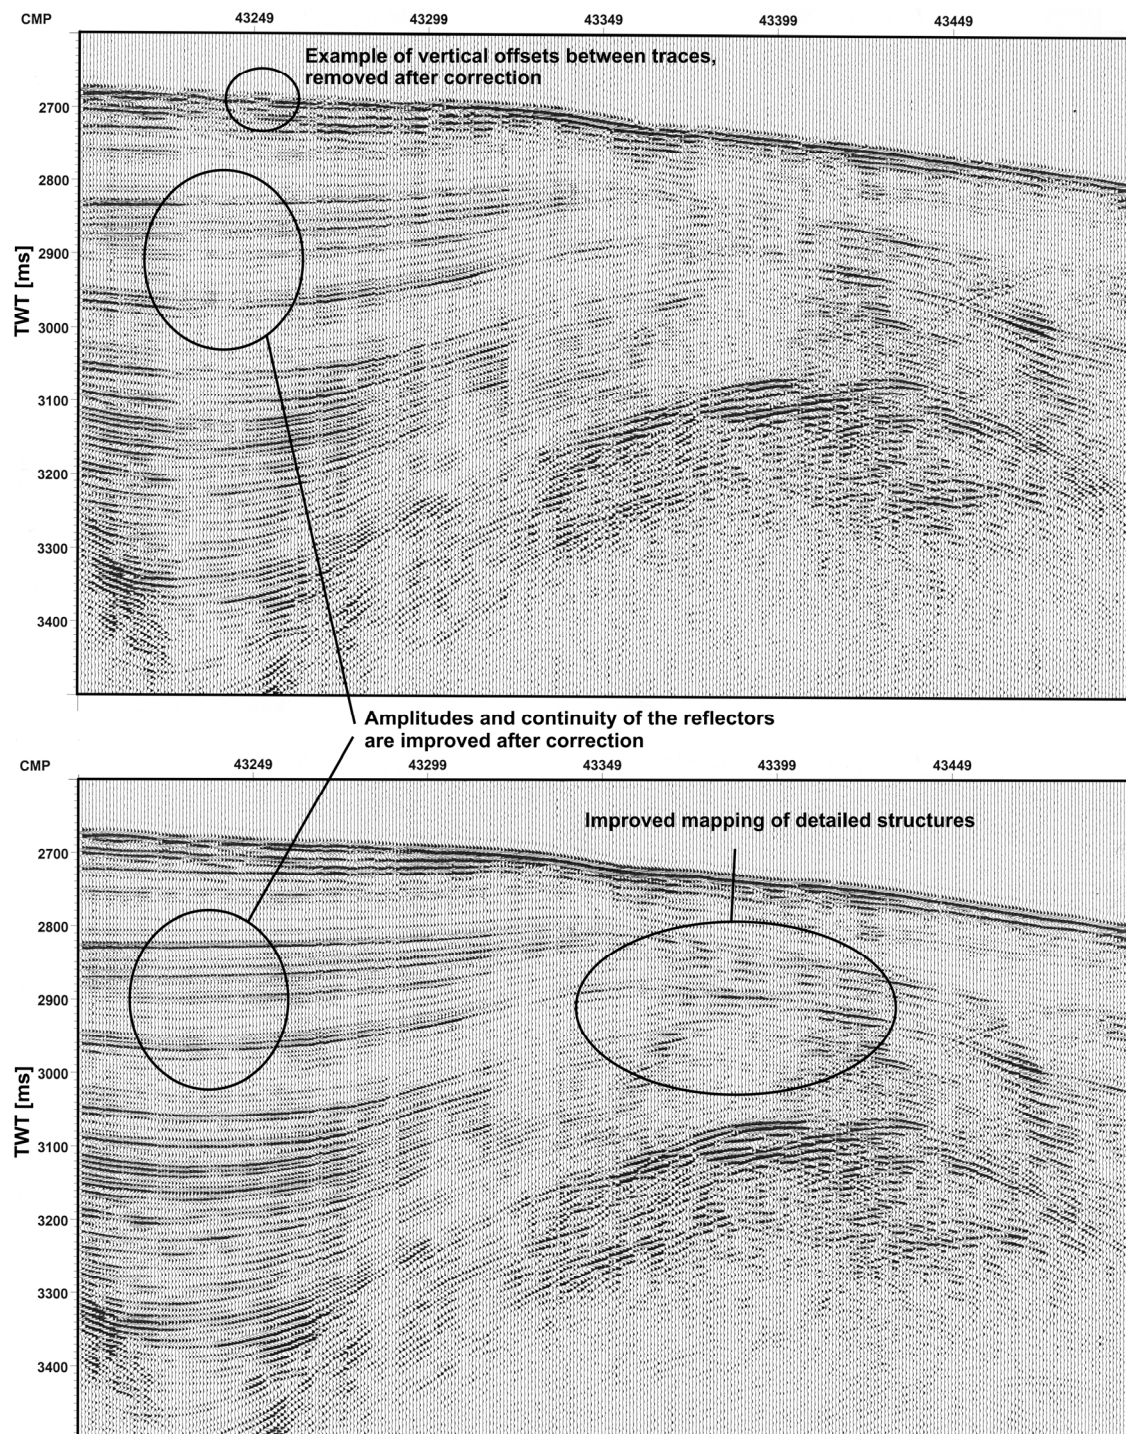 CMP 43249 43299 43349 43399 43449
Example of vertical offsets between traces,
removed after correction
2700
2800
2900
TWT [ms]
3000
3100
3200
3300
3400
Amplitudes and continuity of the reflectors
are improved after correction
CMP 43249 43299 43349 43399 43449
Improved mapping of detailed structures
2700
2800
2900
3000
TWT [ms]
3100
3200
3300
3400